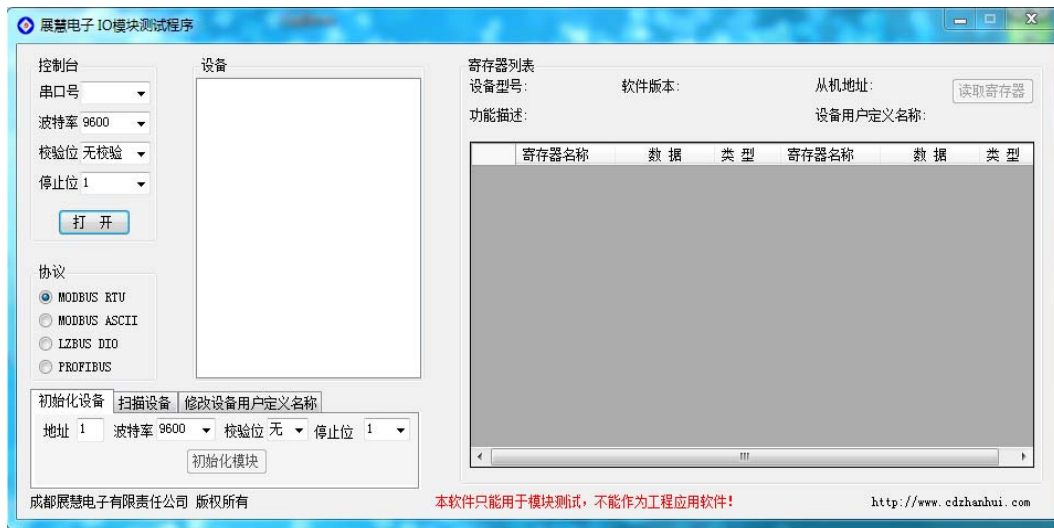 展慧电子 IO模块测试程序
控制台
串口号
波特率 9600
校验位 无校验
停止位 1
打 开
协议
MODBUS RTU
MODBUS ASCII
LZBUS DIO
PROFIBUS
设备
初始化设备 扫描设备 修改设备用户定义名称
地址 1 波特率 9600 校验位 无 停止位 1
初始化模块
寄存器列表
设备型号: 软件版本: 从机地址: 读取寄存器
功能描述: 设备用户定义名称:
寄存器名称 数 据 类 型 寄存器名称 数 据 类 型
成都展慧电子有限责任公司 版权所有 本软件只能用于模块测试，不能作为工程应用软件! http://www.cdzhanhui.com